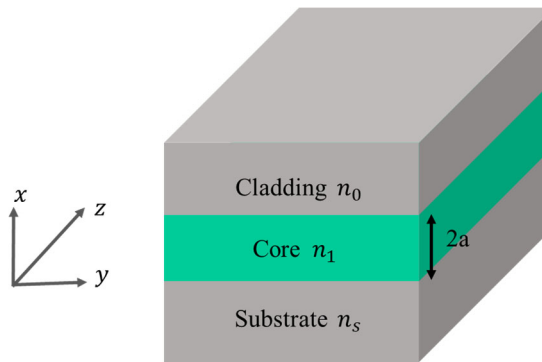 x
z
y
Cladding n₀
Core n₁
2a
Substrate nₛ